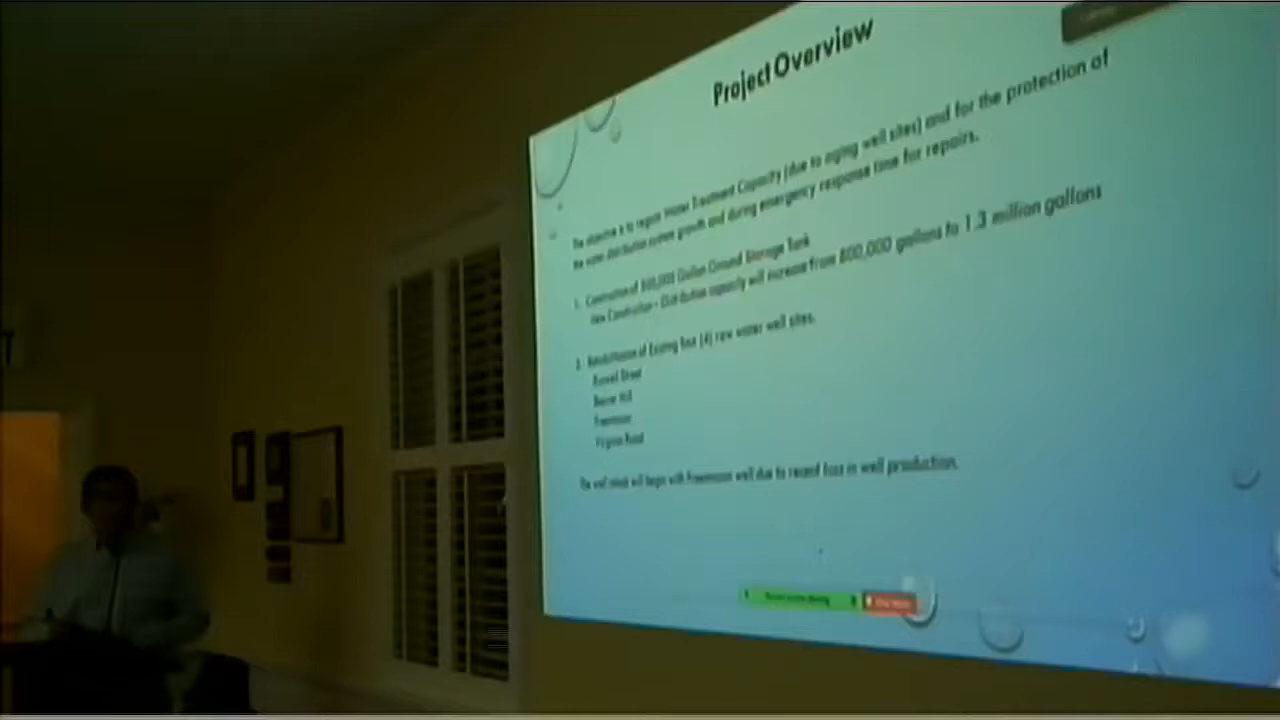 Project Overview
The objective is to regain Water Treatment Capacity (due to aging well sites) and for the protection of
the water distribution system growth and during emergency response time for repairs.
1. Construction of 500,000 Gallon Ground Storage Tank
New Construction - Distribution capacity will increase from 800,000 gallons to 1.3 million gallons
2. Rehabilitation of Existing four (4) raw water well sites.
Street
Hill
Freemason
Virginia Road
The well rehab will begin with Freemason well due to recent loss in well production.